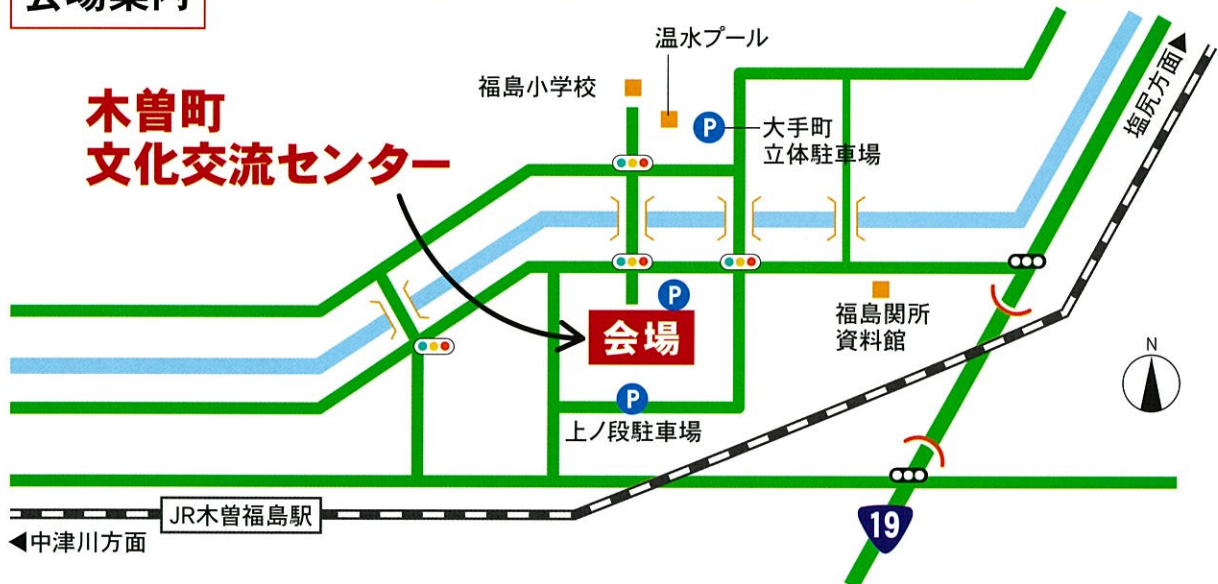 会場案内
温水プール
福島小学校
木曽町
文化交流センター
P
大手町
立体駐車場
塩尻方面▶
P
会場
福島関所
資料館
N
P
上ノ段駐車場
JR木曽福島駅
◀中津川方面
19